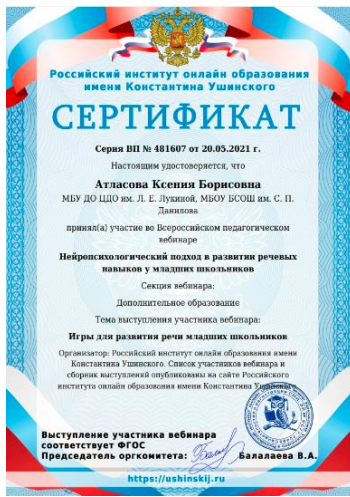 Российский институт онлайн образования
имени Константина Ушинского
СЕРТИФИКАТ
Серия ВП № 481607 от 20.05.2021 г.
Настоящим удостоверяется, что
Атласова Ксения Борисовна
МБУ ДО ЦДО им. Л. Е. Лукиной, МБОУ БСОШ им. С. П.
Данилова
принял(а) участие во Всероссийском педагогическом
вебинаре
Нейропсихологический подход в развитии речевых
навыков у младших школьников
Секция вебинара:
Дополнительное образование
Тема выступления участника вебинара:
Игры для развития речи младших школьников
Организатор: Российский институт онлайн образования имени
Константина Ушинского. Список участников вебинара и
сборник выступлений опубликованы на сайте Российского
института онлайн образования имени Константина Ушинского
Выступление участника вебинара
соответствует ФГОС
Председатель оргкомитета: Балалаева В.А.
https://ushinskij.ru